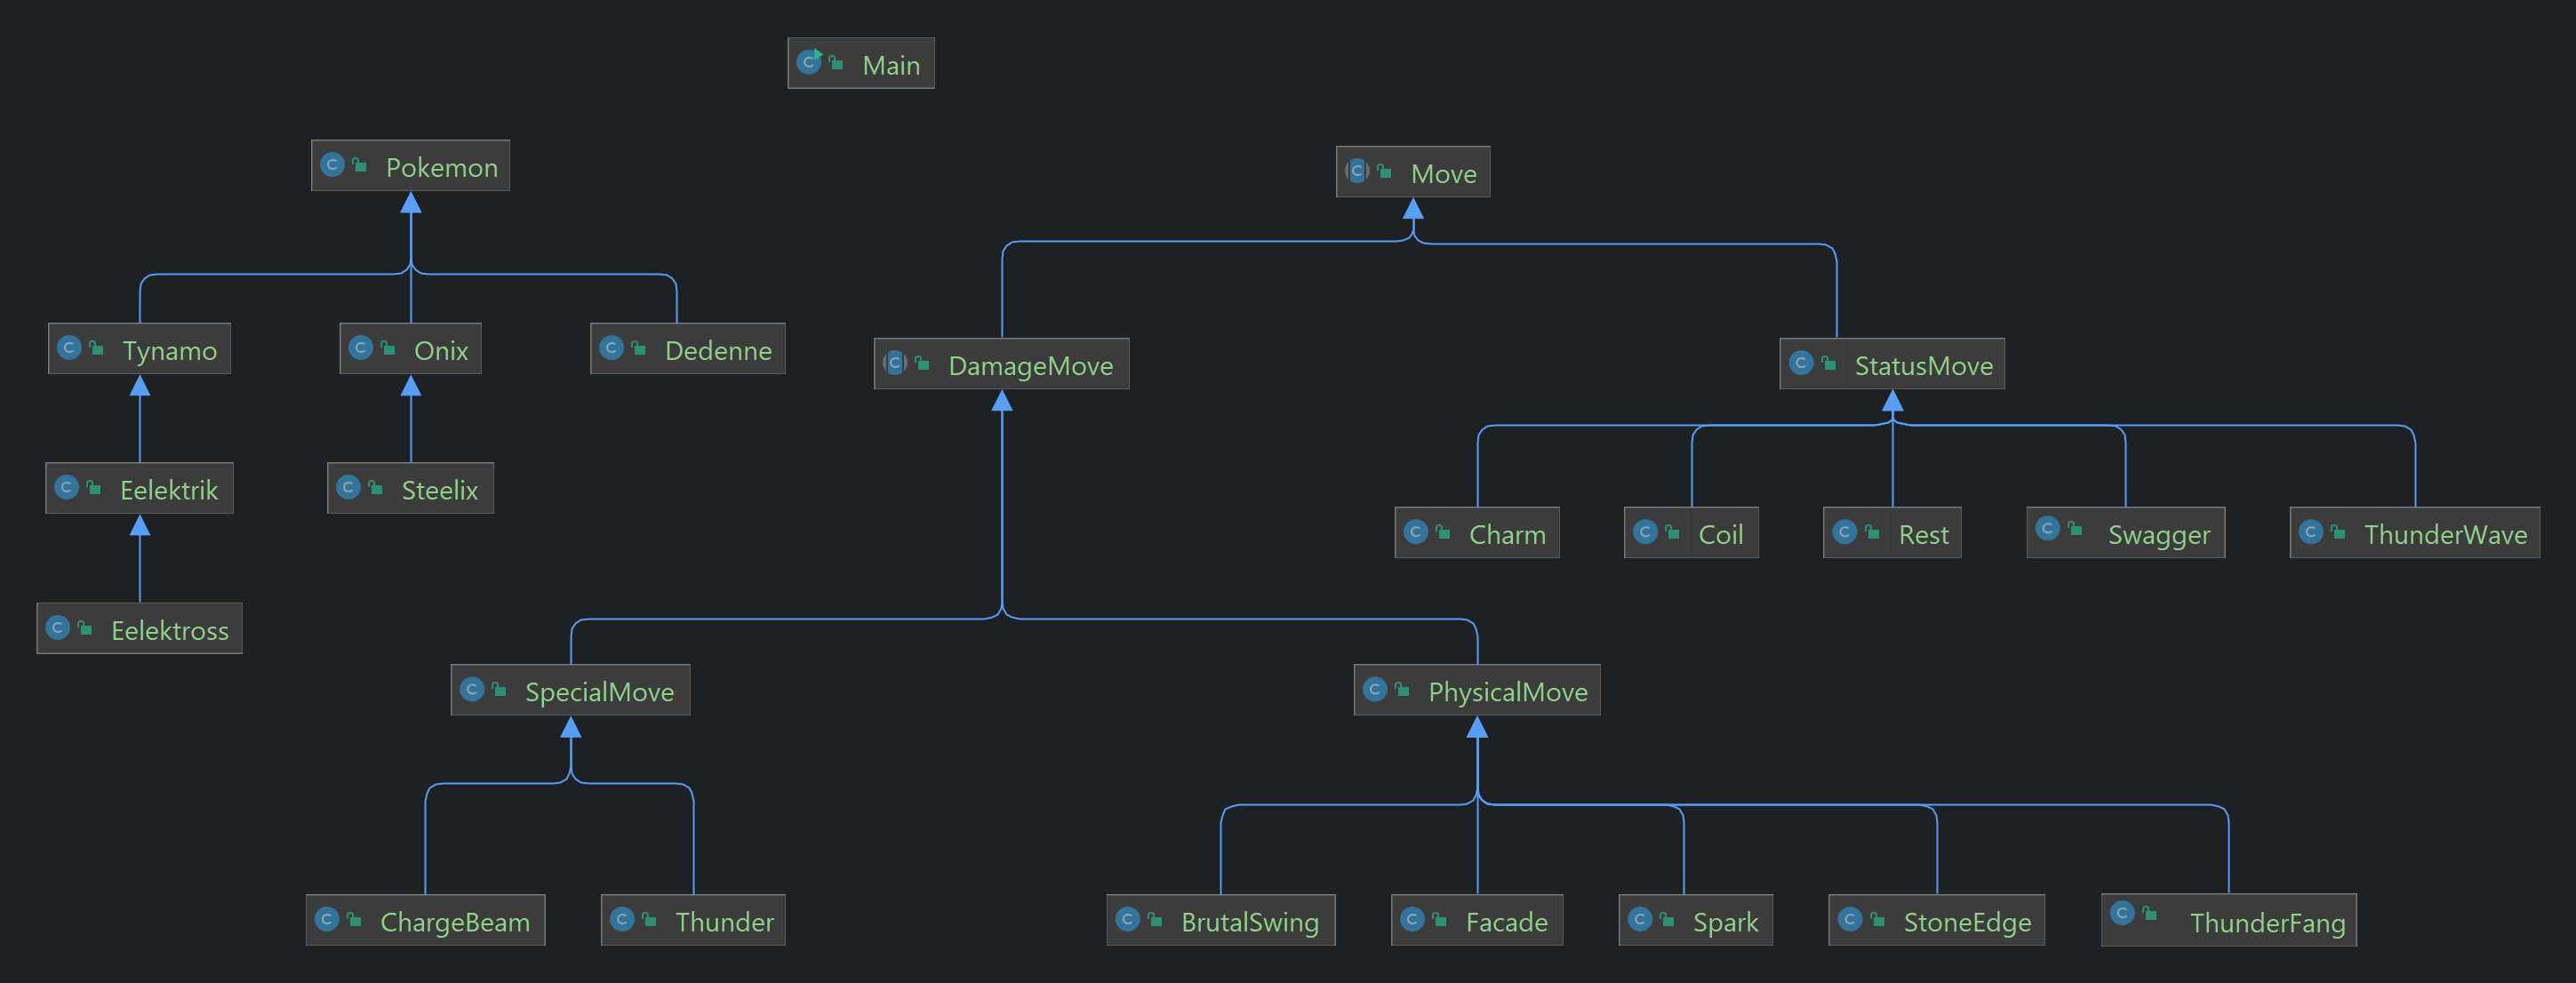 Main
Pokemon
Move
Tynamo
Onix
Dedenne
DamageMove
StatusMove
Eelektrik
Steelix
Charm
Coil
Rest
Swagger
ThunderWave
Eelektross
SpecialMove
PhysicalMove
ChargeBeam
Thunder
BrutalSwing
Facade
Spark
StoneEdge
ThunderFang